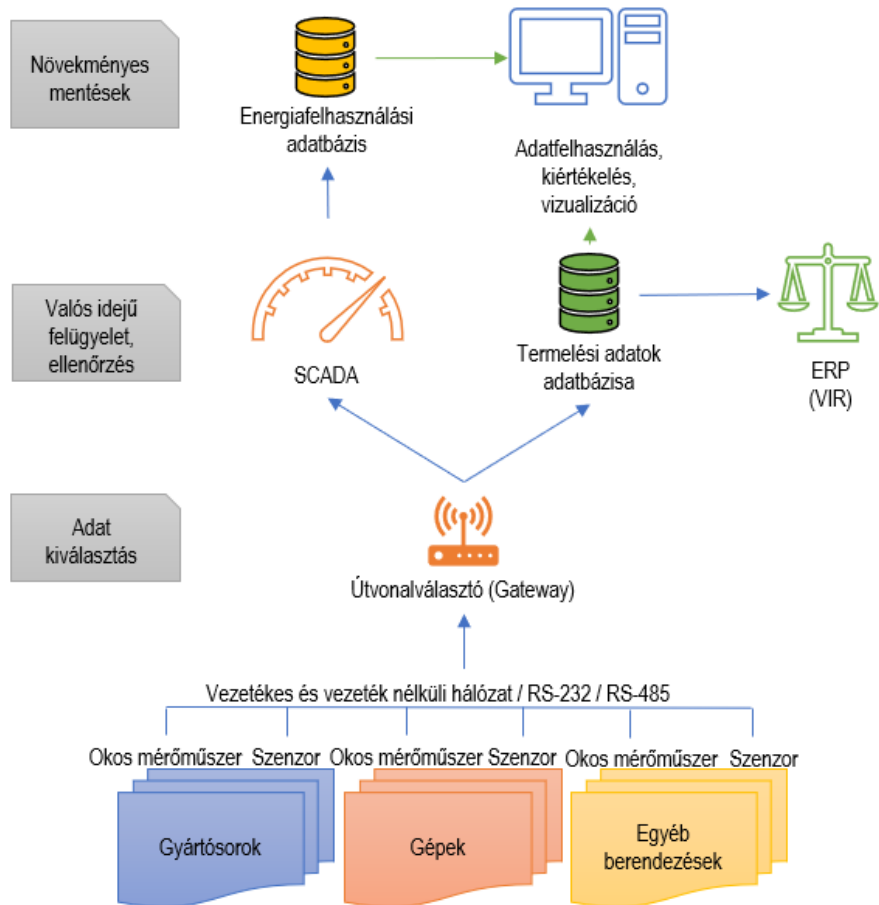 Növekményes
mentések
Energiafelhasználási
adatbázis
Adatfelhasználás,
kiértékelés,
vizualizáció
Valós idejű
felügyelet,
ellenőrzés
SCADA
Termelési adatok
adatbázisa
ERP
(VIR)
Adat
kiválasztás
Útvonalválasztó (Gateway)
Vezetékes és vezeték nélküli hálózat / RS-232 / RS-485
Okos mérőműszer
Szenzor
Okos mérőműszer
Szenzor
Okos mérőműszer
Szenzor
Gyártósorok
Gépek
Egyéb
berendezések